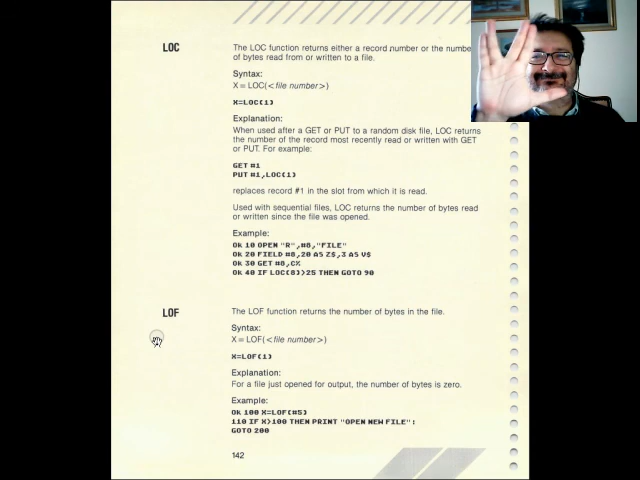 LOC
The LOC function returns either a record number or the numbe
of bytes read from or written to a file.
Syntax:
X = LOC(<file number>)
X=LOC(1)
Explanation:
When used after a GET or PUT to a random disk file, LOC returns
the number of the record most recently read or written with GET
or PUT. For example:
GET #1
PUT #1,LOC(1)
replaces record #1 in the slot from which it is read.
Used with sequential files, LOC returns the number of bytes read
or written since the file was opened.
Example:
Ok 10 OPEN "R",#8,"FILE"
Ok 20 FIELD #8,20 AS Z$,3 AS V$
Ok 30 GET #8,C%
Ok 40 IF LOC(8)>25 THEN GOTO 90
LOF
The LOF function returns the number of bytes in the file.
Syntax:
X = LOF(<file number>)
X=LOF(1)
Explanation:
For a file just opened for output, the number of bytes is zero.
Example:
Ok 100 X=LOF(#5)
110 IF X>100 THEN PRINT "OPEN NEW FILE":
GOTO 200
142